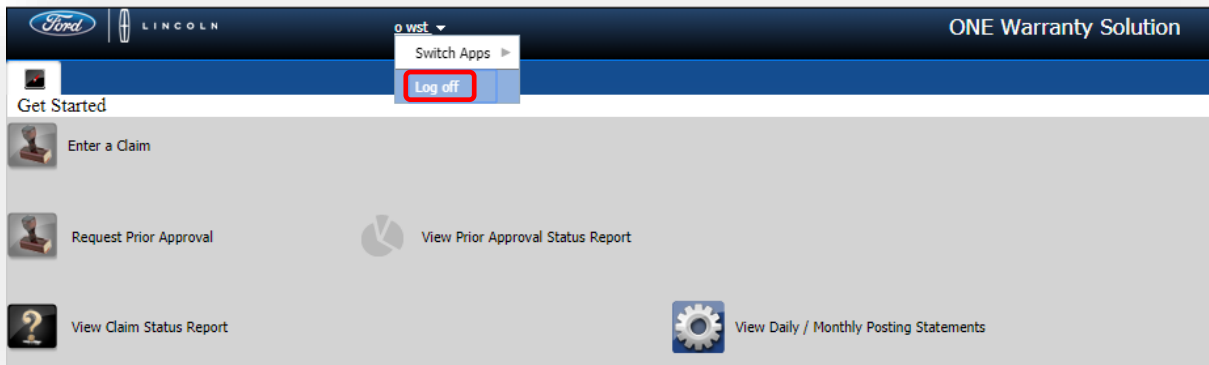 Ford LINCOLN o wst ONE Warranty Solution
Switch Apps
Log off
Get Started
Enter a Claim
Request Prior Approval View Prior Approval Status Report
View Claim Status Report View Daily / Monthly Posting Statements